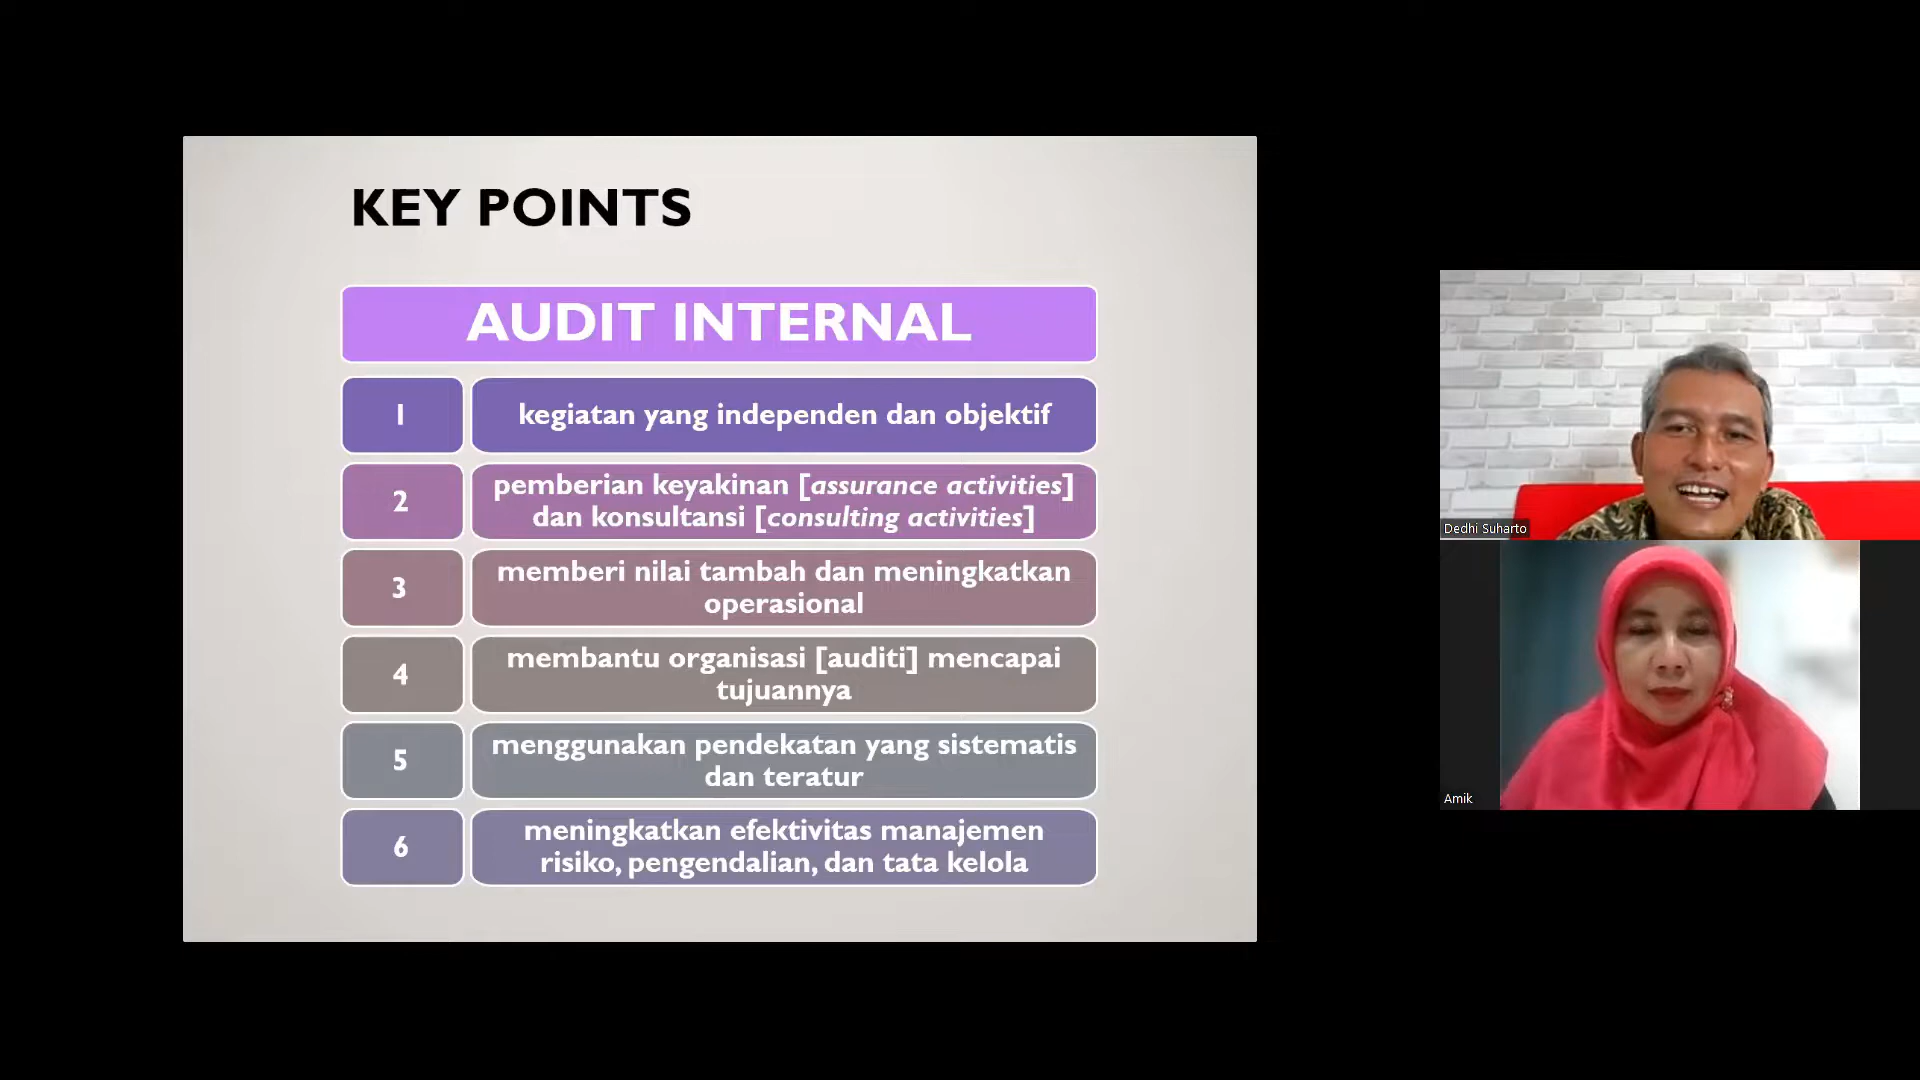 KEY POINTS
AUDIT INTERNAL
1
kegiatan yang independen dan objektif
2
pemberian keyakinan [assurance activities]
dan konsultansi [consulting activities]
3
memberi nilai tambah dan meningkatkan
operasional
4
membantu organisasi [auditi] mencapai
tujuannya
5
menggunakan pendekatan yang sistematis
dan teratur
6
meningkatkan efektivitas manajemen
risiko, pengendalian, dan tata kelola
Dedhi Suharto
Amik